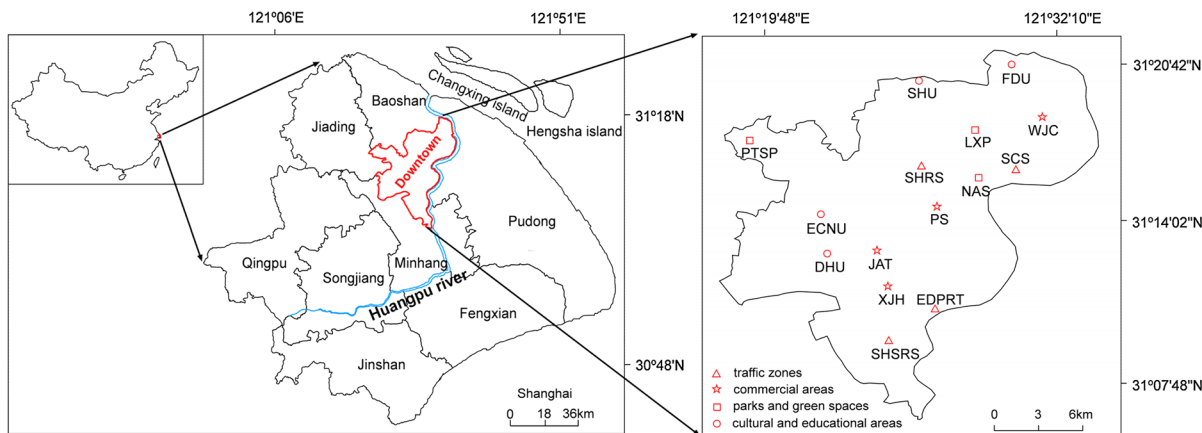 121°06'E
121°51'E
121°19'48"E
121°32'10"E
Changxing island
Baoshan
31°18'N
Hengsha island
Jiading
Downtown
Pudong
Qingpu
Songjiang
Minhang
Huangpu river
Fengxian
Jinshan
30°48'N
Shanghai
0 18 36km
31°20'42"N
FDU
SHU
WJC
LXP
PTSP
SCS
SHRS
NAS
PS
31°14'02"N
ECNU
DHU
JAT
XJH
EDPRT
SHSRS
traffic zones
commercial areas
parks and green spaces
cultural and educational areas
31°07'48"N
0 3 6km